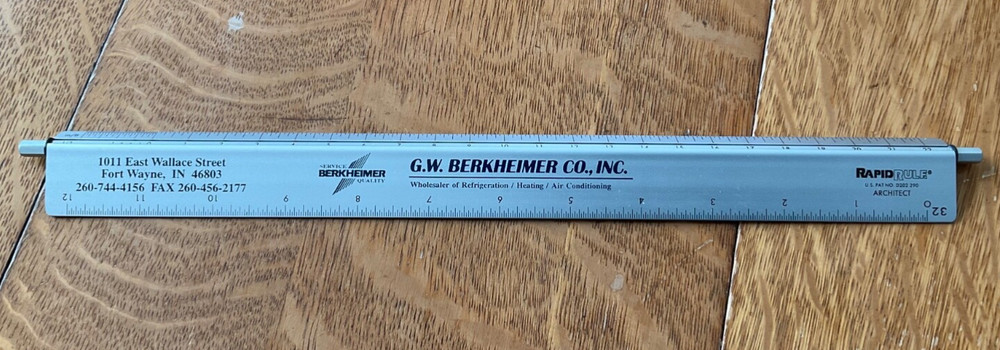 1011 East Wallace Street
Fort Wayne, IN 46803
260-744-4156 FAX 260-456-2177
SERVICE
BERKHEIMER
QUALITY
G.W. BERKHEIMER CO., INC.
Wholesaler of Refrigeration / Heating / Air Conditioning
RAPIDRULE®
ARCHITECT
12 11 10 9 8 7 6 5 4 3 2 1 0 32